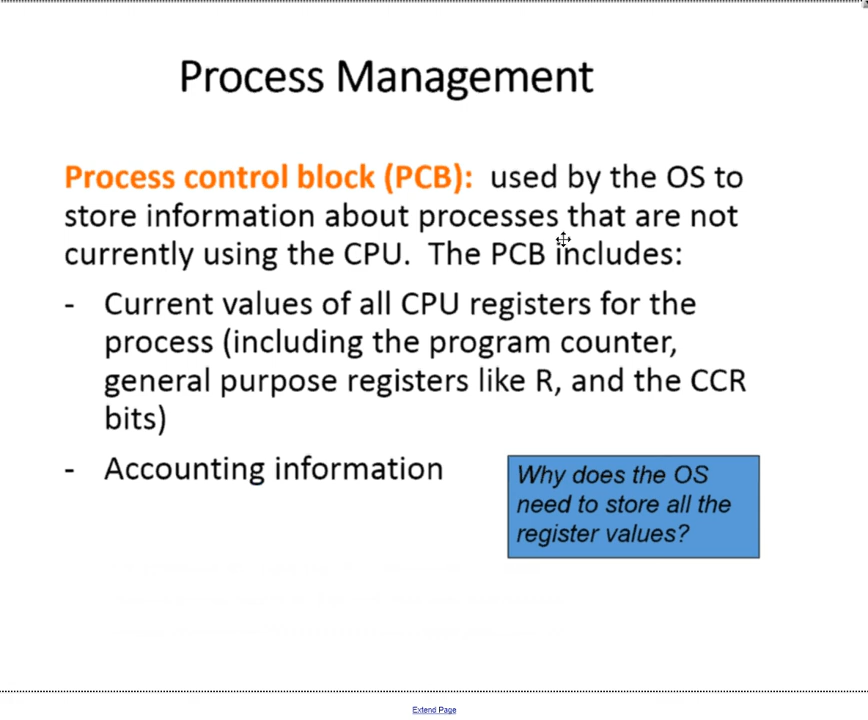 Process Management
Process control block (PCB): used by the OS to
store information about processes that are not
currently using the CPU. The PCB includes:
- Current values of all CPU registers for the
process (including the program counter,
general purpose registers like R, and the CCR
bits)
- Accounting information
Why does the OS
need to store all the
register values?
Extend Page